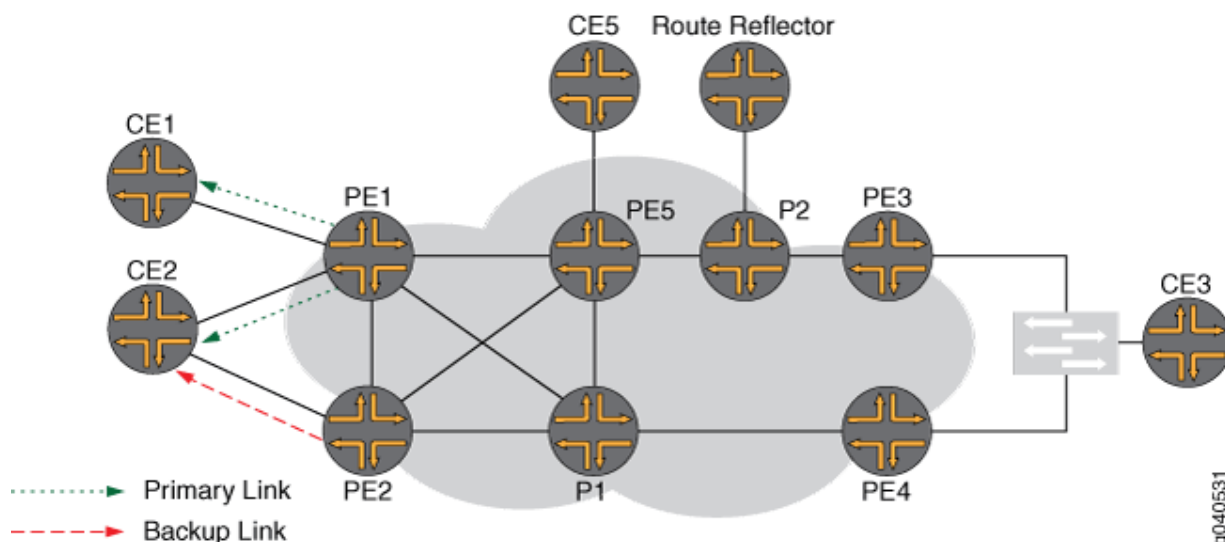 CE5
Route Reflector
CE1
PE1
PE5
P2
PE3
CE2
CE3
PE2
P1
PE4
Primary Link
Backup Link
g040531